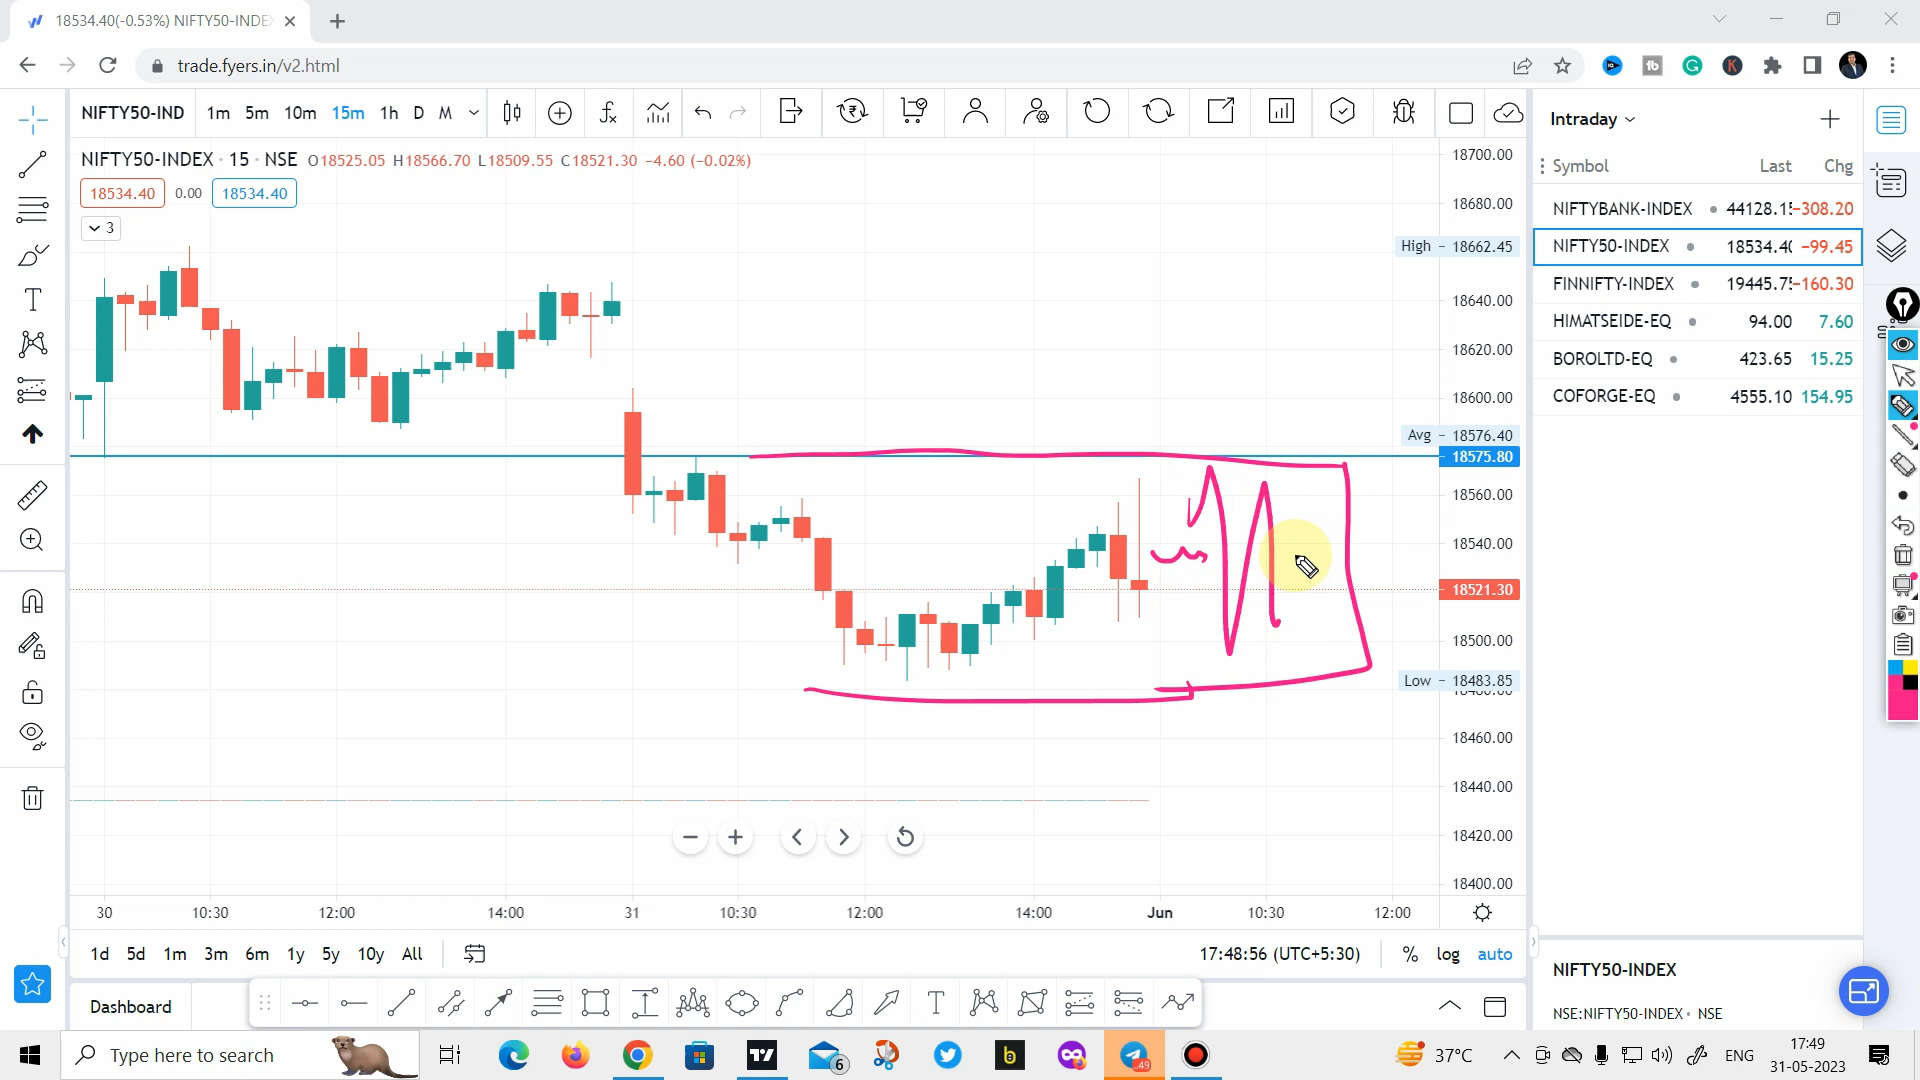 18534.40(-0.53%) NIFTY50-INDE
trade.fyers.in/v2.html
NIFTY50-IND 1m 5m 10m 15m 1h D M
NIFTY50-INDEX · 15 · NSE O18525.05 H18566.70 L18509.55 C18521.30 -4.60 (-0.02%)
18534.40 0.00 18534.40
3
18700.00
18680.00
High - 18662.45
18640.00
18620.00
18600.00
Avg - 18576.40
18575.80
18560.00
18540.00
18521.30
18500.00
Low - 18483.85
18460.00
18440.00
18420.00
18400.00
30 10:30 12:00 14:00 31 10:30 12:00 14:00 Jun 10:30 12:00
1d 5d 1m 3m 6m 1y 5y 10y All 17:48:56 (UTC+5:30) % log auto
Dashboard
Intraday
Symbol Last Chg
NIFTYBANK-INDEX 44128.15 -308.20
NIFTY50-INDEX 18534.40 -99.45
FINNIFTY-INDEX 19445.75 -160.30
HIMATSEIDE-EQ 94.00 7.60
BOROLTD-EQ 423.65 15.25
COFORGE-EQ 4555.10 154.95
NIFTY50-INDEX
NSE:NIFTY50-INDEX · NSE
Type here to search
6
49
37°C
ENG
17:49
31-05-2023